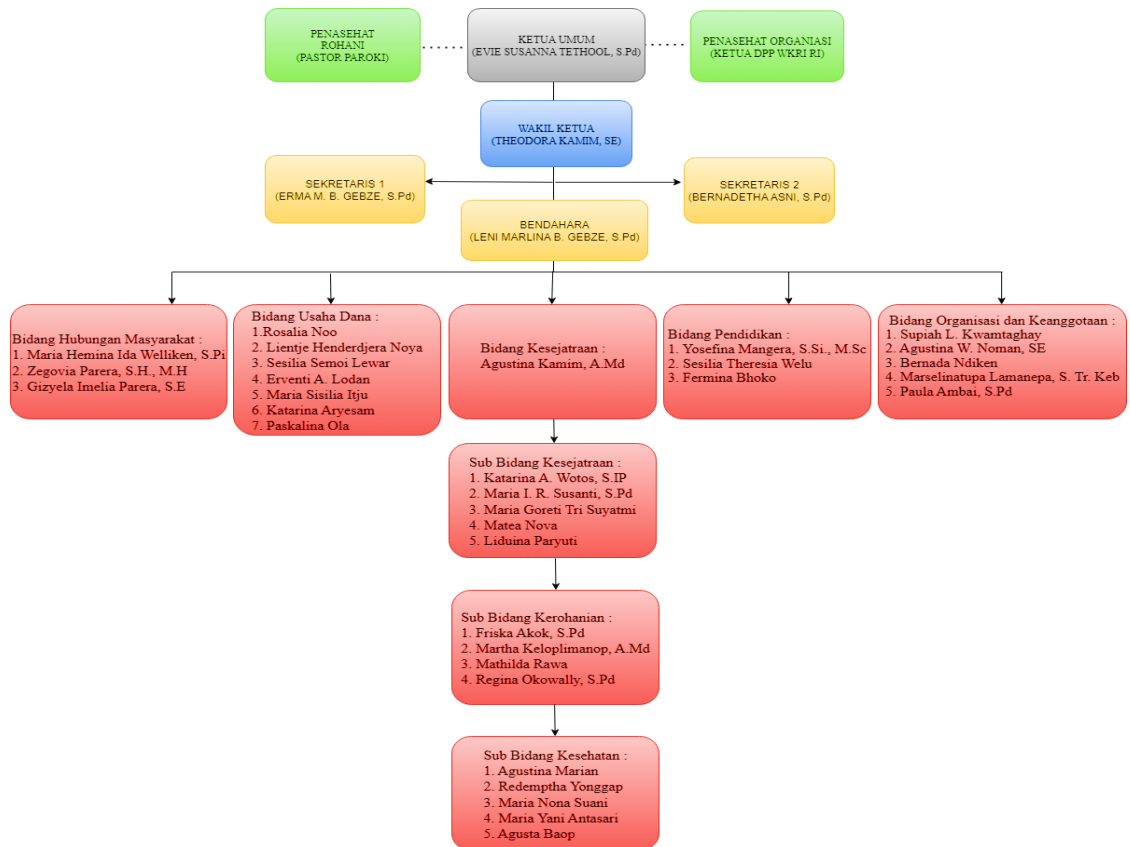 PENASEHAT
ROHANI
(PASTOR PAROKI)
KETUA UMUM
(EVIE SUSANNA TETHOOL, S.Pd)
PENASEHAT ORGANIASI
(KETUA DPP WKRI RI)
WAKIL KETUA
(THEODORA KAMIM, SE)
SEKRETARIS 1
(ERMA M. B. GEBZE, S.Pd)
SEKRETARIS 2
(BERNADETHA ASNI, S.Pd)
BENDAHARA
(LENI MARLINA B. GEBZE, S.Pd)
Bidang Hubungan Masyarakat :
1. Maria Hemina Ida Welliken, S.Pi
2. Zegovia Parera, S.H., M.H
3. Gizyela Imelia Parera, S.E
Bidang Usaha Dana :
1.Rosalia Noo
2. Lientje Henderdjera Noya
3. Sesilia Semoi Lewar
4. Erventi A. Lodan
5. Maria Sisilia Itju
6. Katarina Aryesam
7. Paskalina Ola
Bidang Kesejatraan :
Agustina Kamim, A.Md
Bidang Pendidikan :
1. Yosefina Mangera, S.Si., M.Sc
2. Sesilia Theresia Welu
3. Fermina Bhoko
Bidang Organisasi dan Keanggotaan :
1. Supiah L. Kwamtaghay
2. Agustina W. Noman, SE
3. Bernada Ndiken
4. Marselinatupa Lamanepa, S. Tr. Keb
5. Paula Ambai, S.Pd
Sub Bidang Kesejatraan :
1. Katarina A. Wotos, S.IP
2. Maria I. R. Susanti, S.Pd
3. Maria Goreti Tri Suyatmi
4. Matea Nova
5. Liduina Paryuti
Sub Bidang Kerohanian :
1. Friska Akok, S.Pd
2. Martha Keloplimanop, A.Md
3. Mathilda Rawa
4. Regina Okowally, S.Pd
Sub Bidang Kesehatan :
1. Agustina Marian
2. Redemptha Yonggap
3. Maria Nona Suani
4. Maria Yani Antasari
5. Agusta Baop